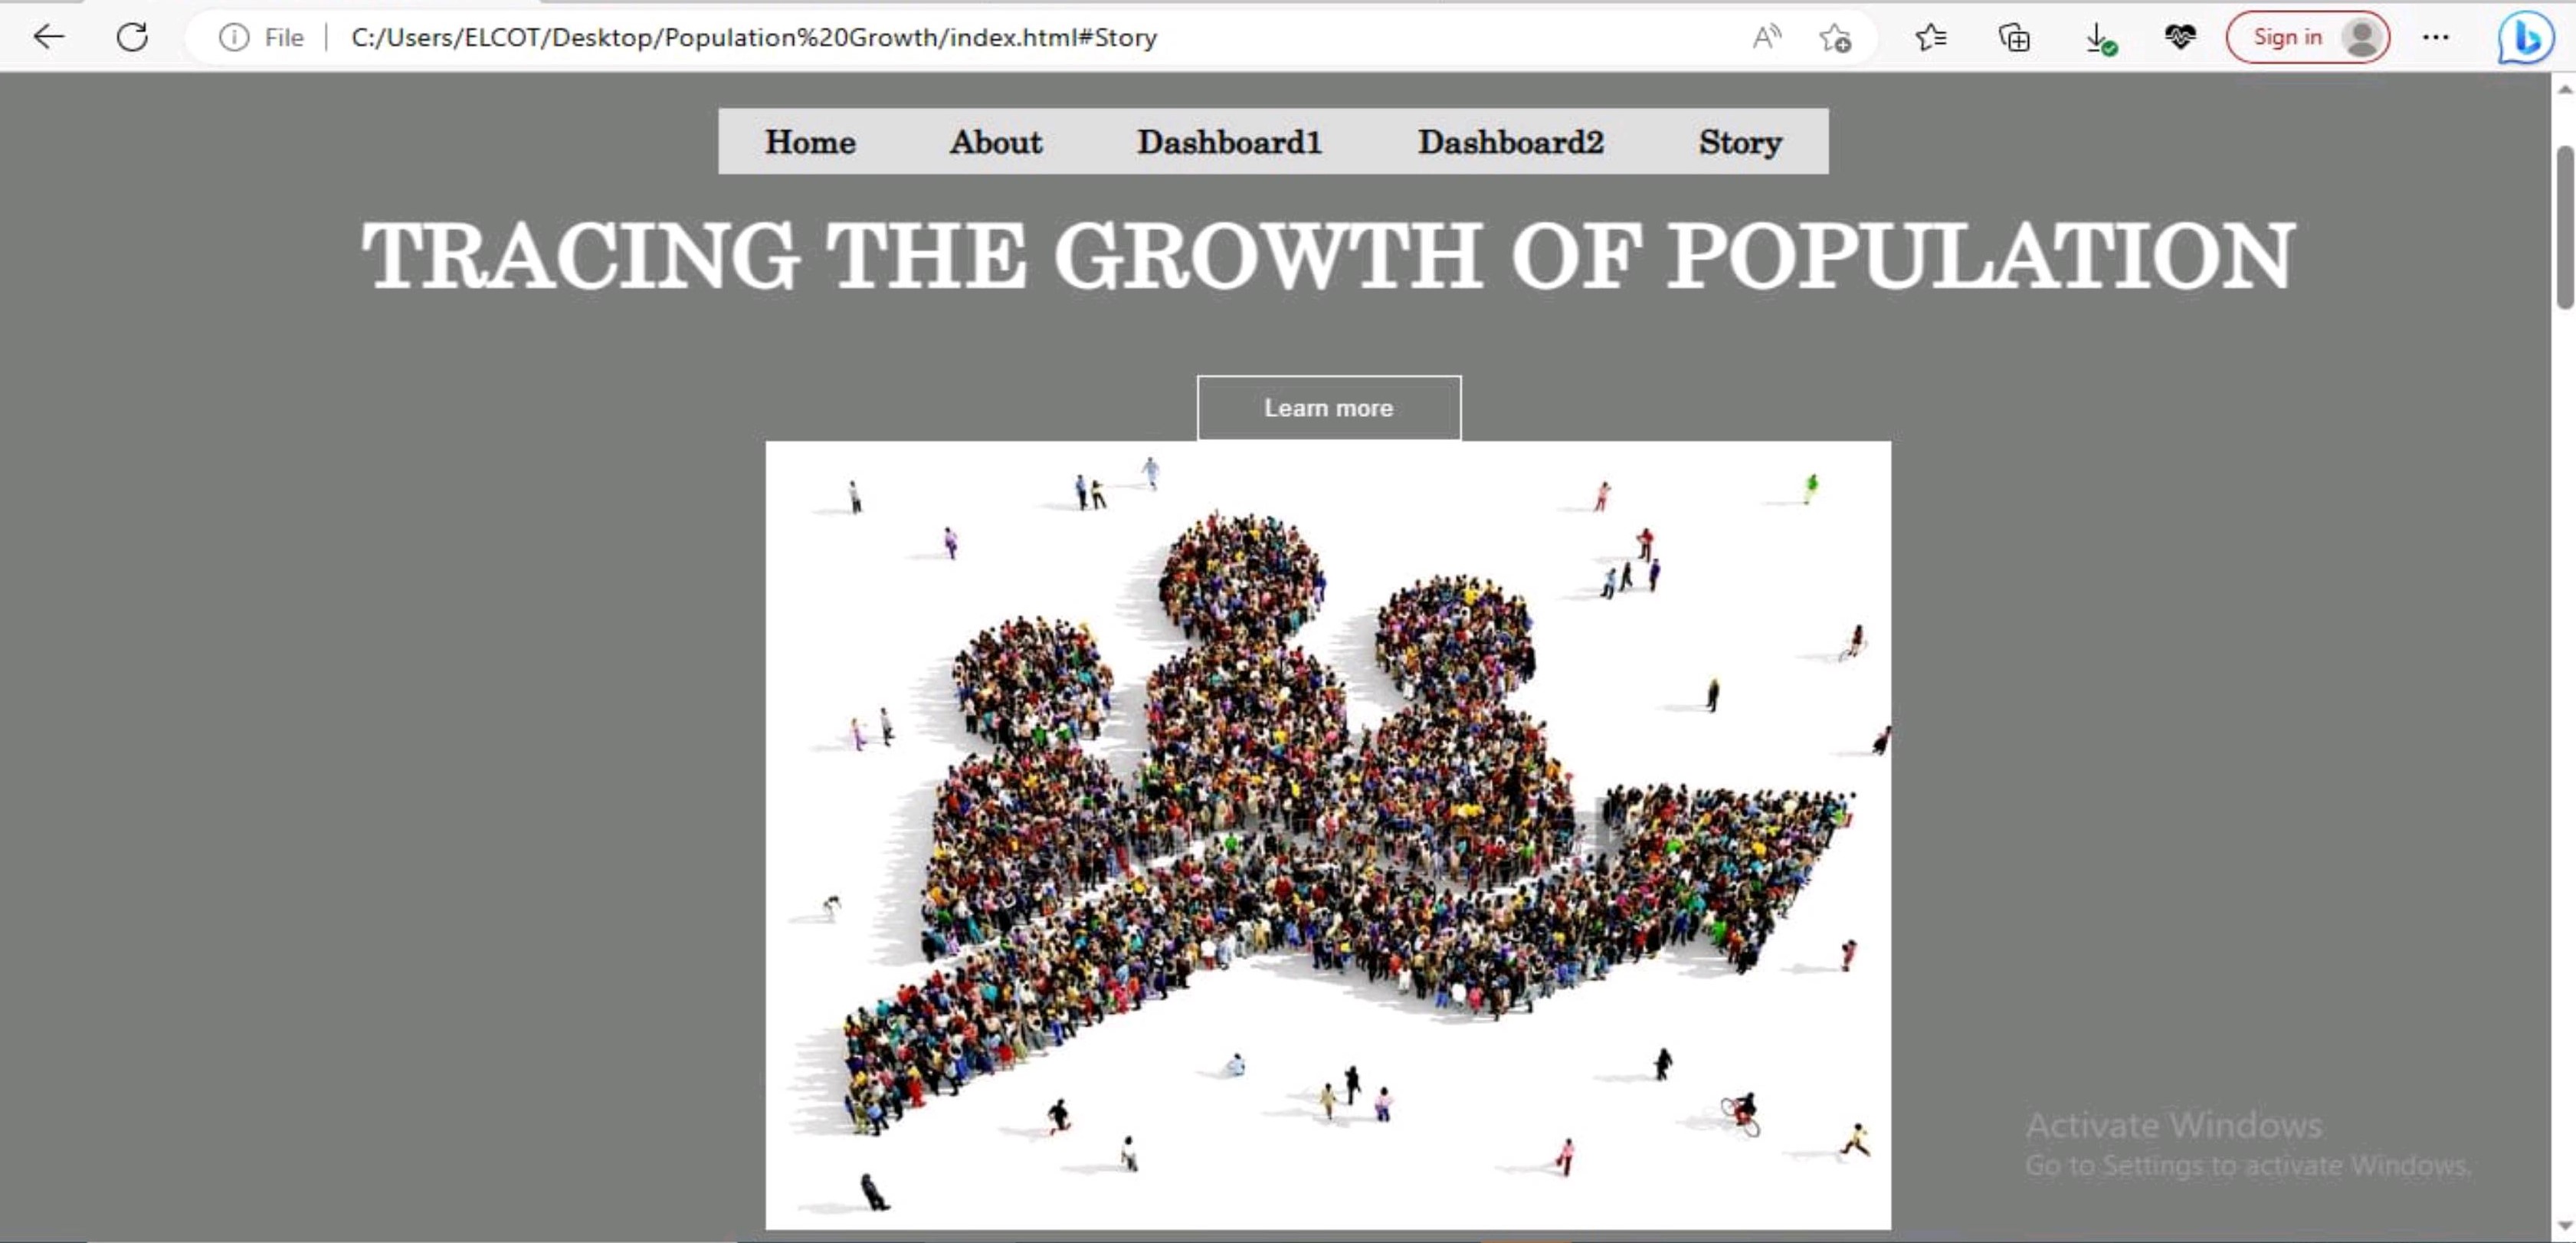 File
C:/Users/ELCOT/Desktop/Population%20Growth/index.html#Story
Sign in
Home About Dashboard1 Dashboard2 Story
TRACING THE GROWTH OF POPULATION
Learn more
Activate Windows
Go to Settings to activate Windows.